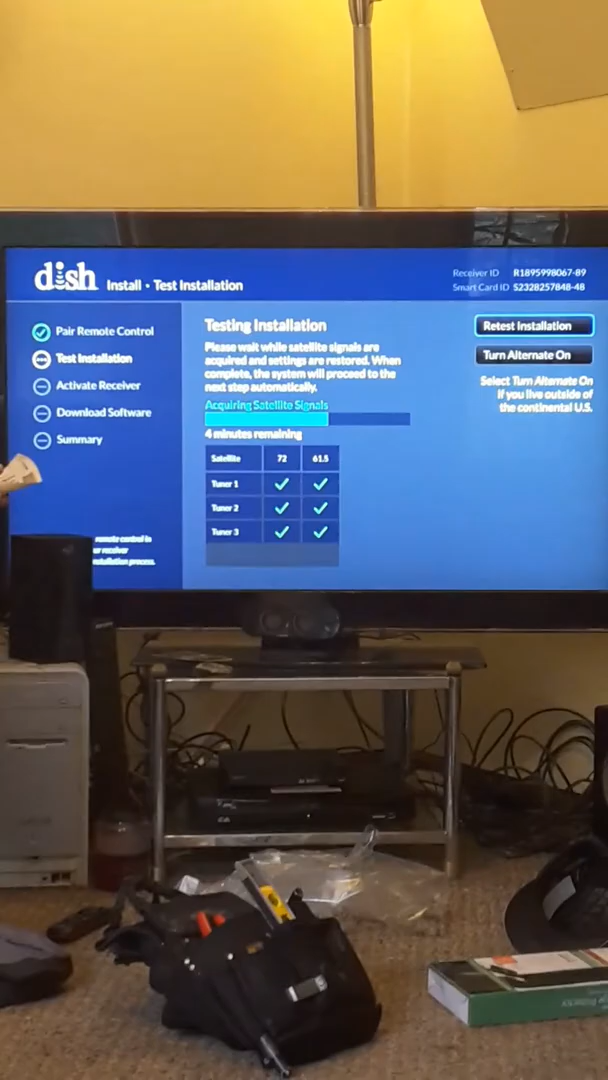 dish Install • Test Installation
Receiver ID R1895998067-89
Smart Card ID S2328257848-48
Pair Remote Control
Test Installation
Activate Receiver
Download Software
Summary
remote control in
receiver
installation process.
Testing Installation
Please wait while satellite signals are
acquired and settings are restored. When
complete, the system will proceed to the
next step automatically.
Acquiring Satellite Signals
4 minutes remaining
Satellite 72 61.5
Tuner 1
Tuner 2
Tuner 3
Retest Installation
Turn Alternate On
Select Turn Alternate On
if you live outside of
the continental U.S.